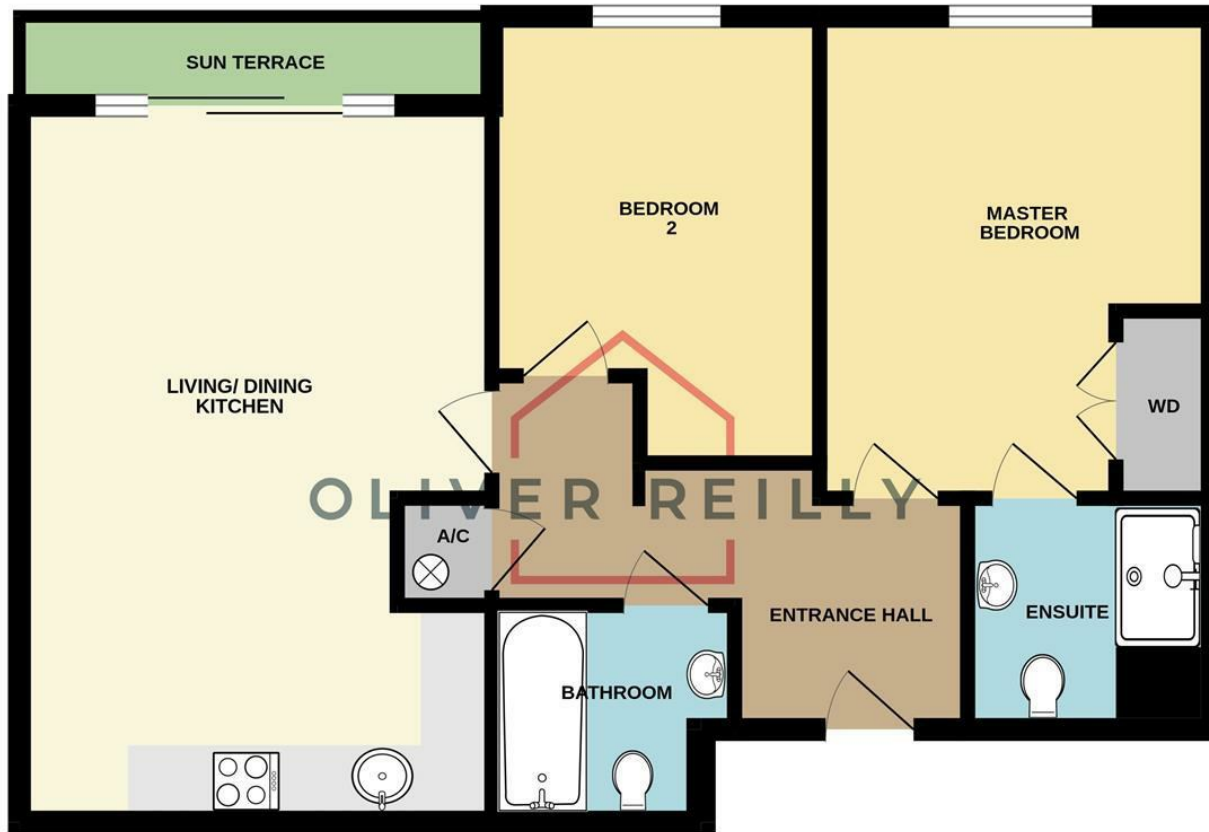 SUN TERRACE
BEDROOM
2
MASTER
BEDROOM
LIVING/ DINING
KITCHEN
WD
OLIVER REILLY
A/C
ENTRANCE HALL
ENSUITE
BATHROOM